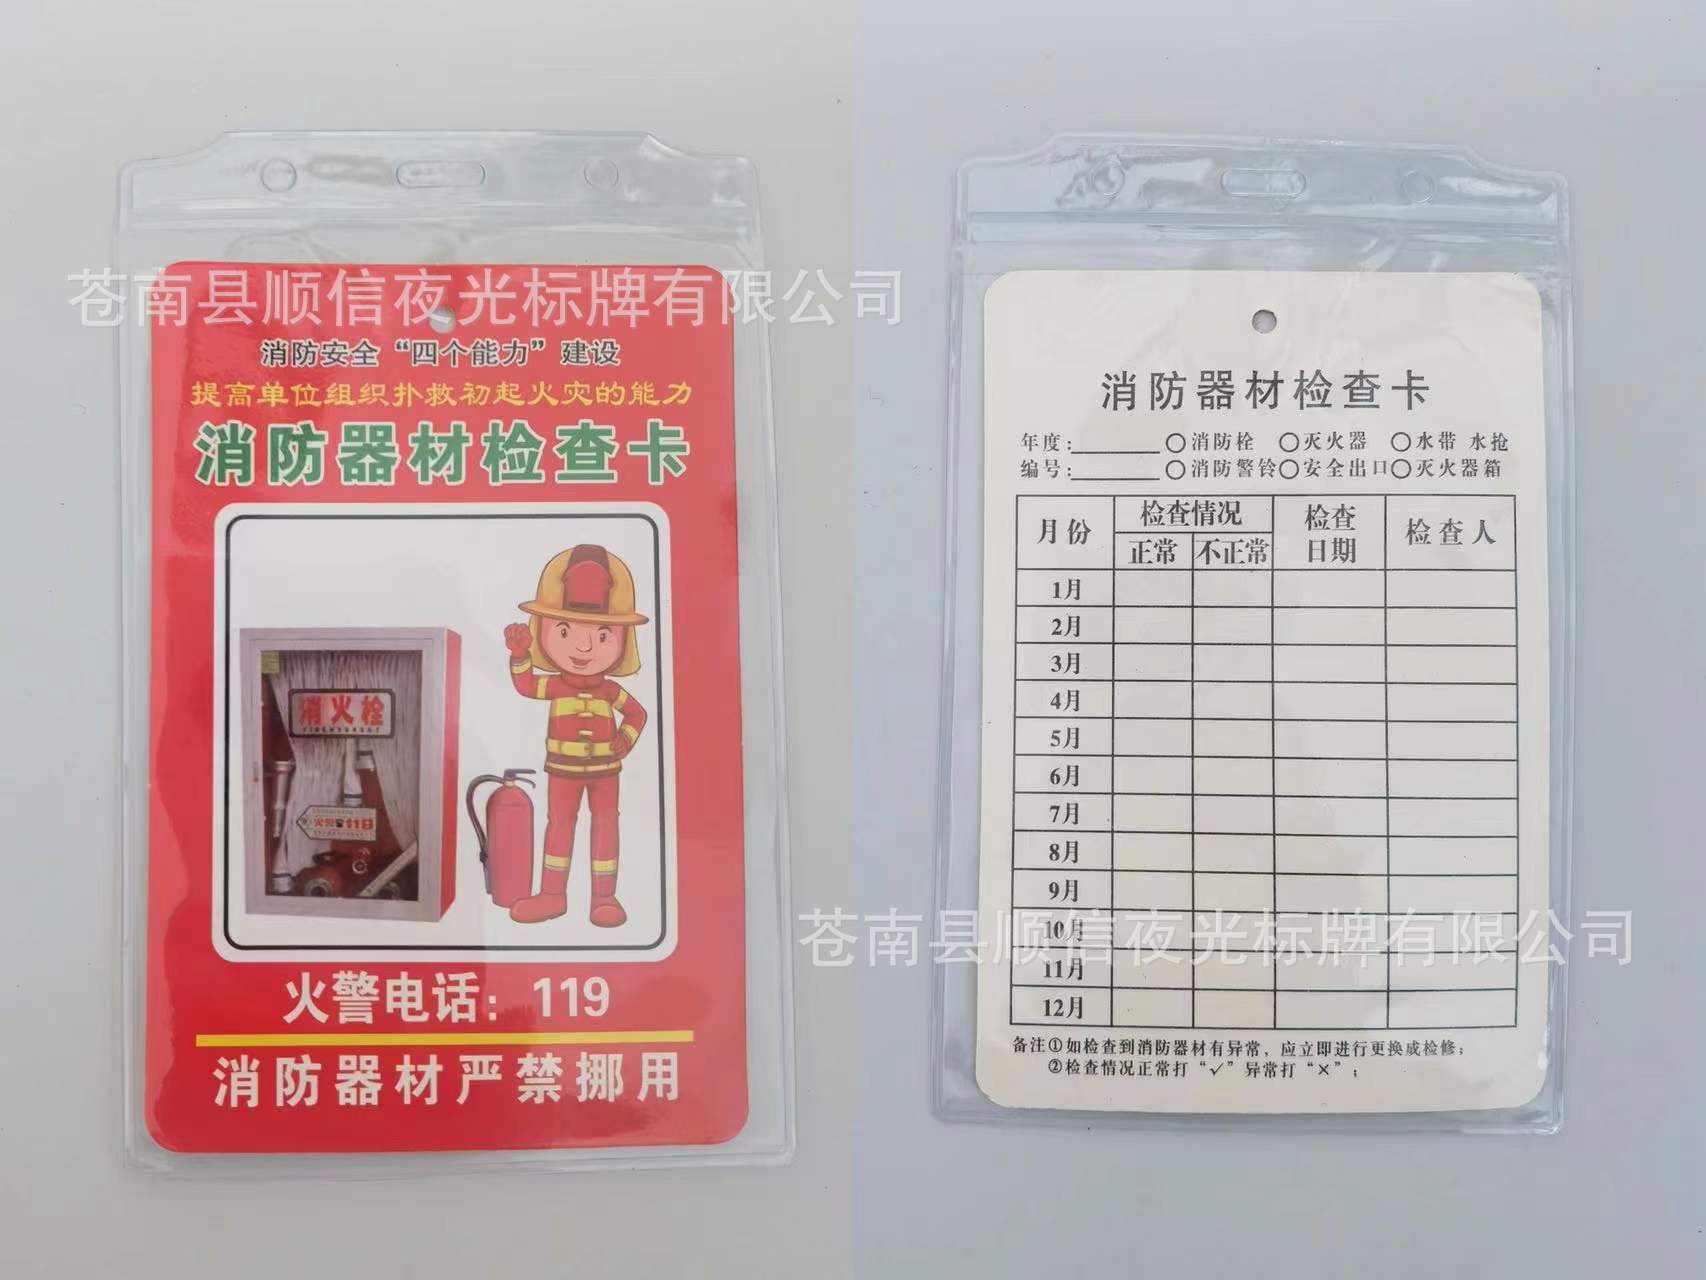 苍南县顺信夜光标牌有限公司
消防安全“四个能力”建设
提高单位组织扑救初起火灾的能力
消防器材检查卡
消火栓
火警119
火警电话：119
消防器材严禁挪用
消防器材检查卡
年度：________ ○消防栓 ○灭火器 ○水带 水抢
编号：________ ○消防警铃○安全出口○灭火器箱
月份 检查情况 检查日期 检查人
正常 不正常
1月
2月
3月
4月
5月
6月
7月
8月
9月
10月
11月
12月
苍南县顺信夜光标牌有限公司
备注①如检查到消防器材有异常，应立即进行更换或检修；
②检查情况正常打“✓”异常打“×”；